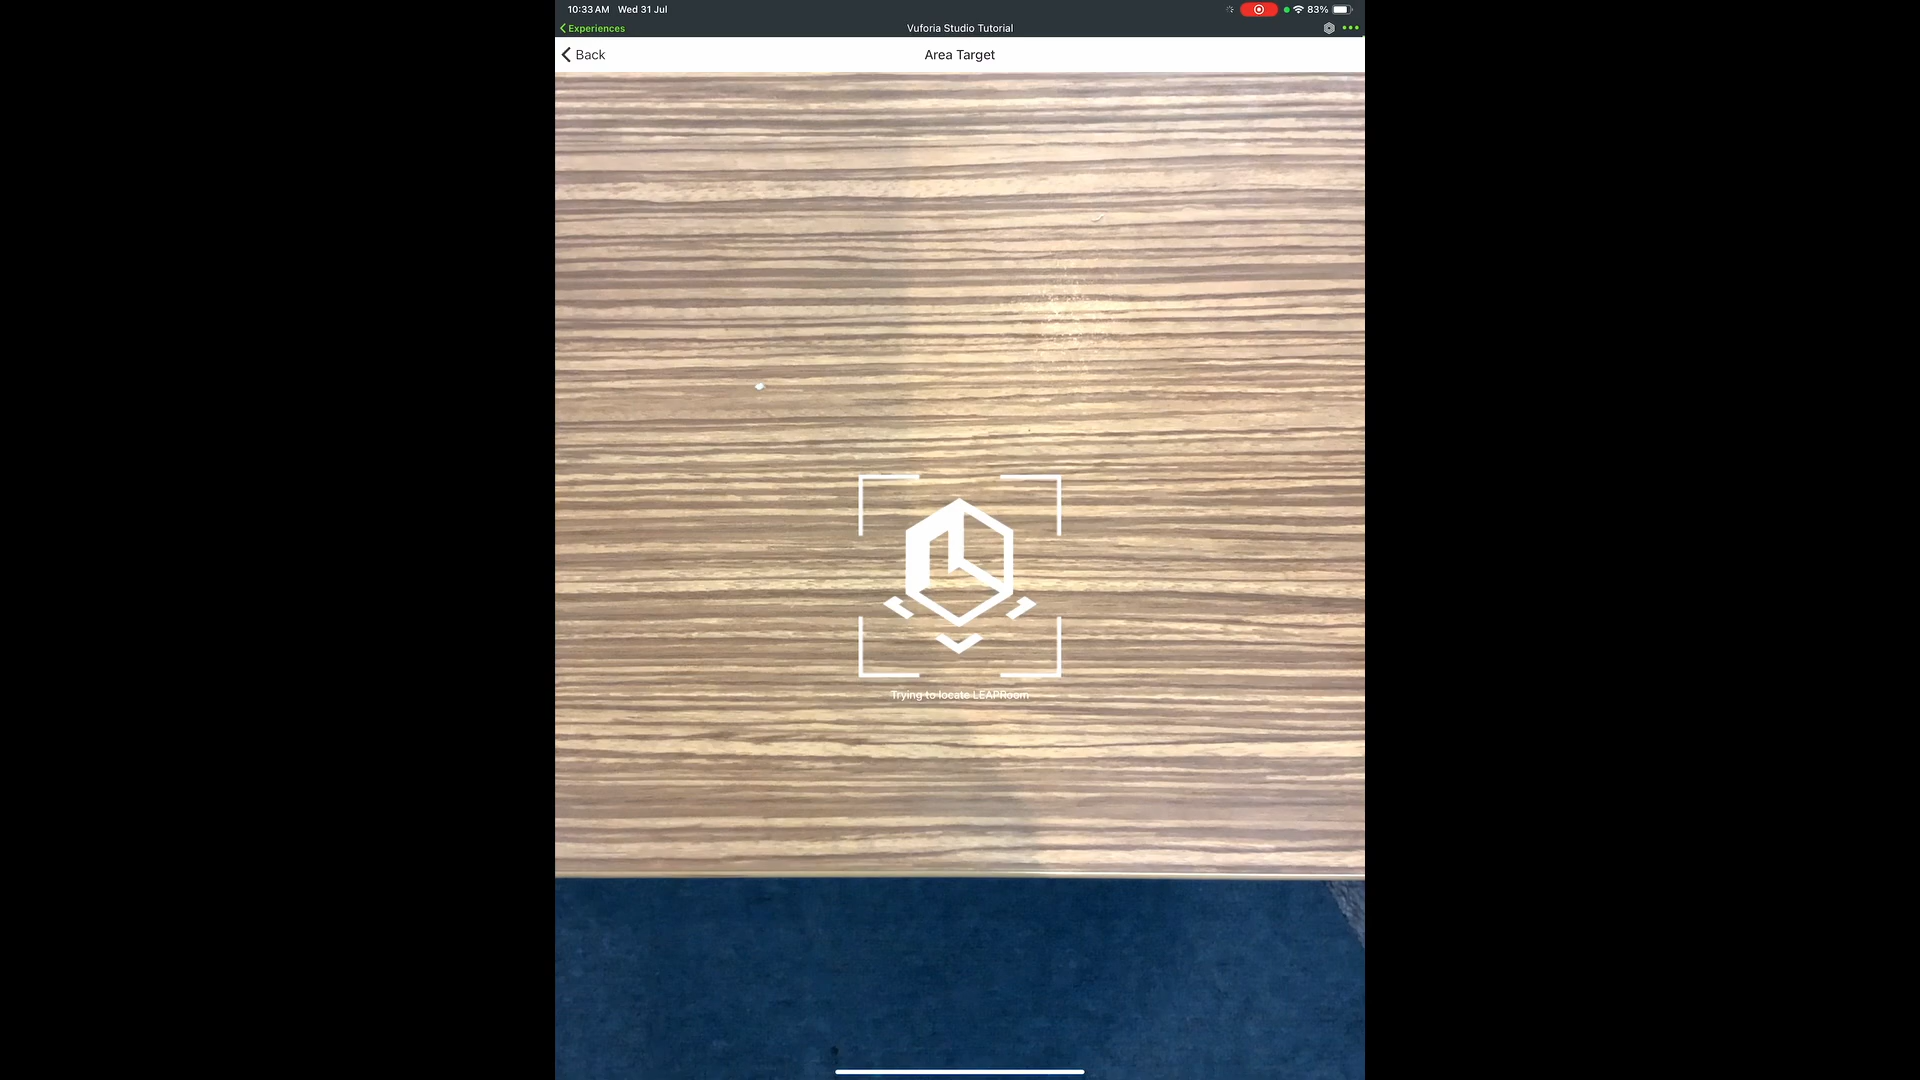 10:33 AM Wed 31 Jul 83%
Experiences Vuforia Studio Tutorial
Back Area Target
Trying to locate LEAPRoom